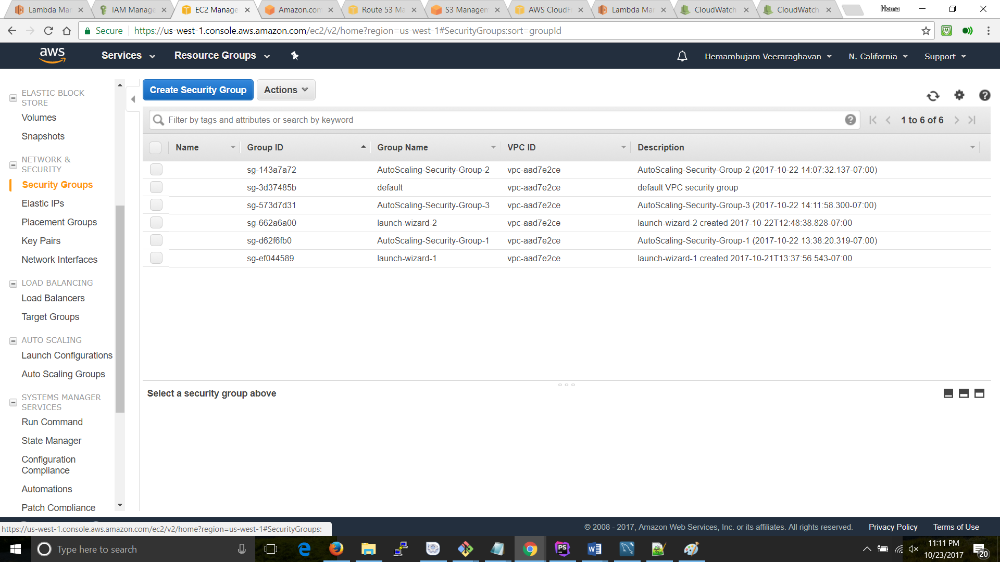 Lambda Mar
IAM Manage
EC2 Manage
Amazon.com
Route 53 Ma
S3 Managem
AWS CloudF
Lambda Mar
CloudWatch
CloudWatch
Hema
Secure
https://us-west-1.console.aws.amazon.com/ec2/v2/home?region=us-west-1#SecurityGroups:sort=groupId
aws
Services
Resource Groups
Hemambujam Veeraraghavan
N. California
Support
ELASTIC BLOCK
STORE
Volumes
Snapshots
NETWORK &
SECURITY
Security Groups
Elastic IPs
Placement Groups
Key Pairs
Network Interfaces
LOAD BALANCING
Load Balancers
Target Groups
AUTO SCALING
Launch Configurations
Auto Scaling Groups
SYSTEMS MANAGER
SERVICES
Run Command
State Manager
Configuration
Compliance
Automations
Patch Compliance
Create Security Group
Actions
Filter by tags and attributes or search by keyword
1 to 6 of 6
Name Group ID Group Name VPC ID Description
sg-143a7a72 AutoScaling-Security-Group-2 vpc-aad7e2ce AutoScaling-Security-Group-2 (2017-10-22 14:07:32.137-07:00)
sg-3d37485b default vpc-aad7e2ce default VPC security group
sg-573d7d31 AutoScaling-Security-Group-3 vpc-aad7e2ce AutoScaling-Security-Group-3 (2017-10-22 14:11:58.300-07:00)
sg-662a6a00 launch-wizard-2 vpc-aad7e2ce launch-wizard-2 created 2017-10-22T12:48:38.828-07:00
sg-d62f6fb0 AutoScaling-Security-Group-1 vpc-aad7e2ce AutoScaling-Security-Group-1 (2017-10-22 13:38:20.319-07:00)
sg-ef044589 launch-wizard-1 vpc-aad7e2ce launch-wizard-1 created 2017-10-21T13:37:56.543-07:00
Select a security group above
https://us-west-1.console.aws.amazon.com/ec2/v2/home?region=us-west-1#SecurityGroups:
© 2008 - 2017, Amazon Web Services, Inc. or its affiliates. All rights reserved.
Privacy Policy
Terms of Use
Type here to search
PS
11:11 PM
10/23/2017
20